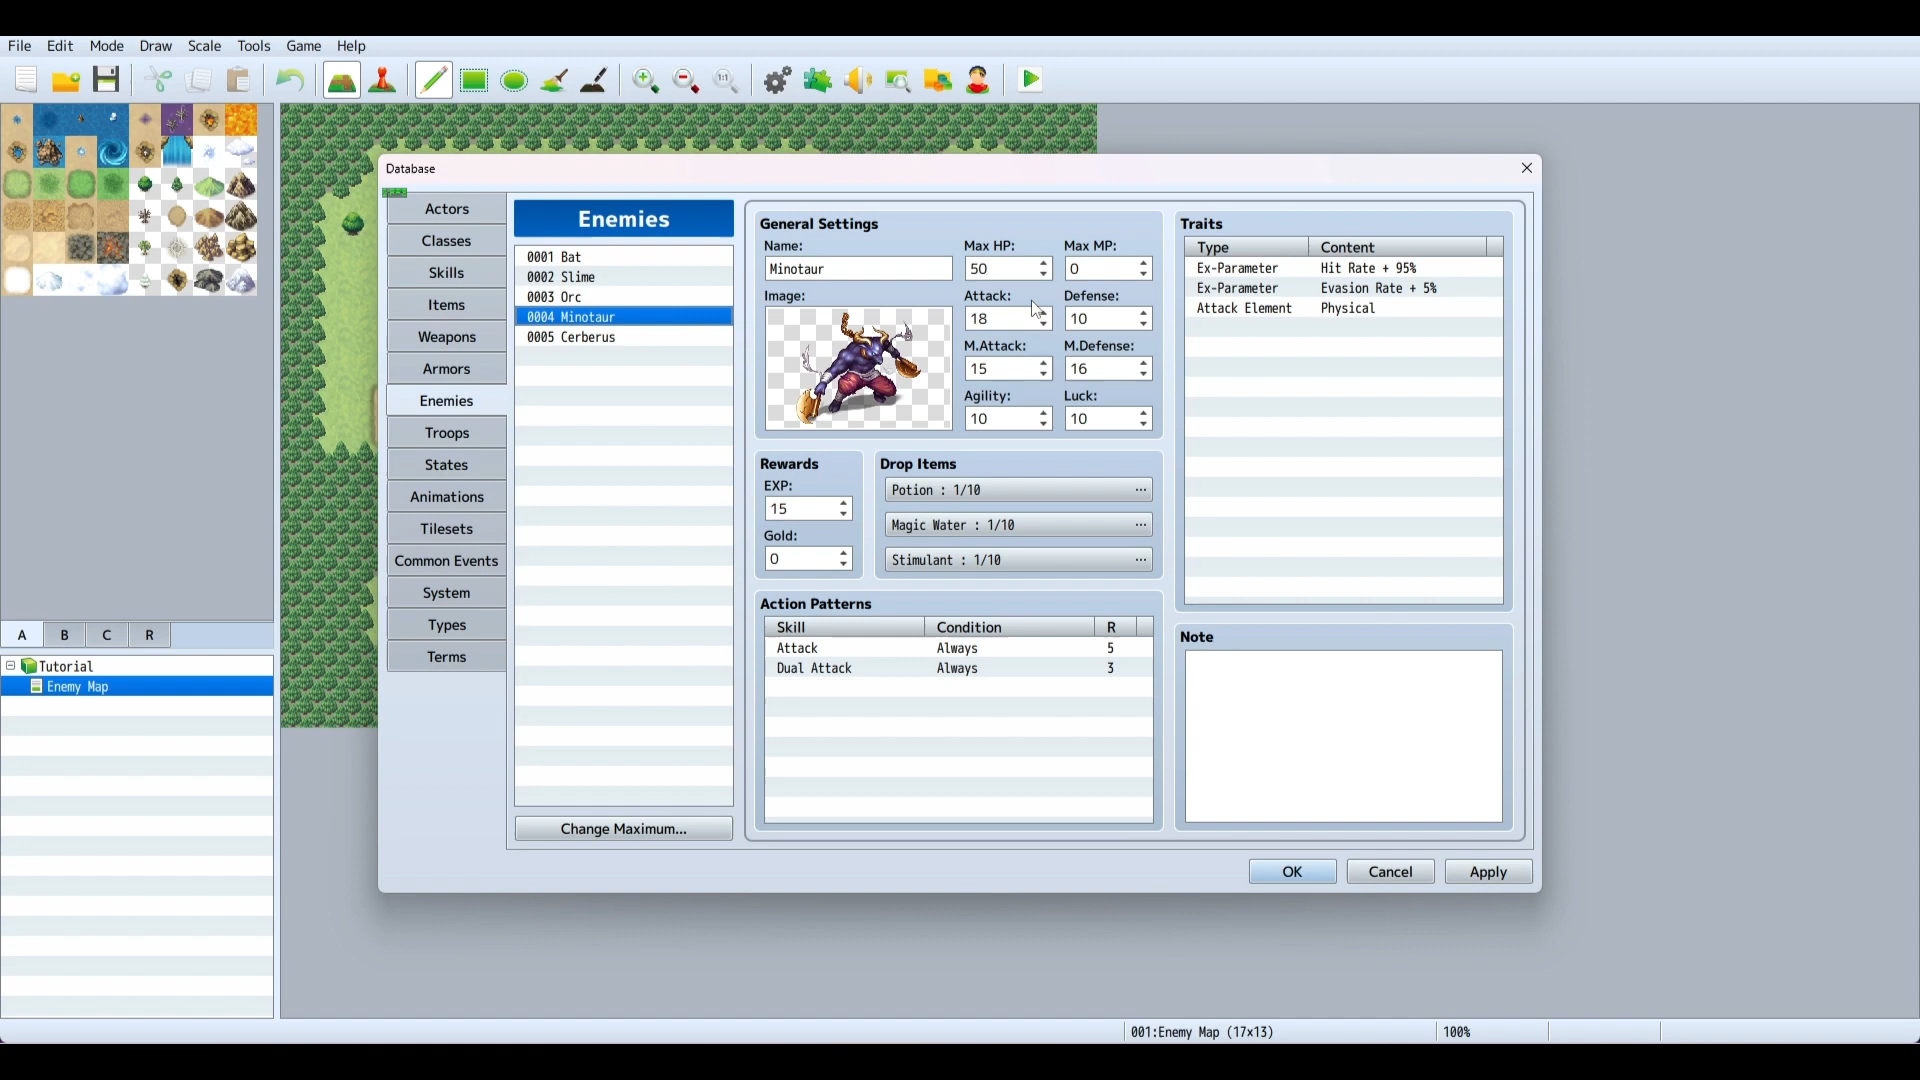 File Edit Mode Draw Scale Tools Game Help
1:1
Database
Actors
Classes
Skills
Items
Weapons
Armors
Enemies
Troops
States
Animations
Tilesets
Common Events
System
Types
Terms
Enemies
0001 Bat
0002 Slime
0003 Orc
0004 Minotaur
0005 Cerberus
Change Maximum...
General Settings
Name:
Minotaur
Image:
Max HP: Max MP:
50 0
Attack: Defense:
18 10
M.Attack: M.Defense:
15 16
Agility: Luck:
10 10
Rewards
EXP:
15
Gold:
0
Drop Items
Potion : 1/10 ...
Magic Water : 1/10 ...
Stimulant : 1/10 ...
Action Patterns
Skill Condition R
Attack Always 5
Dual Attack Always 3
Traits
Type Content
Ex-Parameter Hit Rate + 95%
Ex-Parameter Evasion Rate + 5%
Attack Element Physical
Note
OK Cancel Apply
A B C R
Tutorial
Enemy Map
001:Enemy Map (17x13) 100%